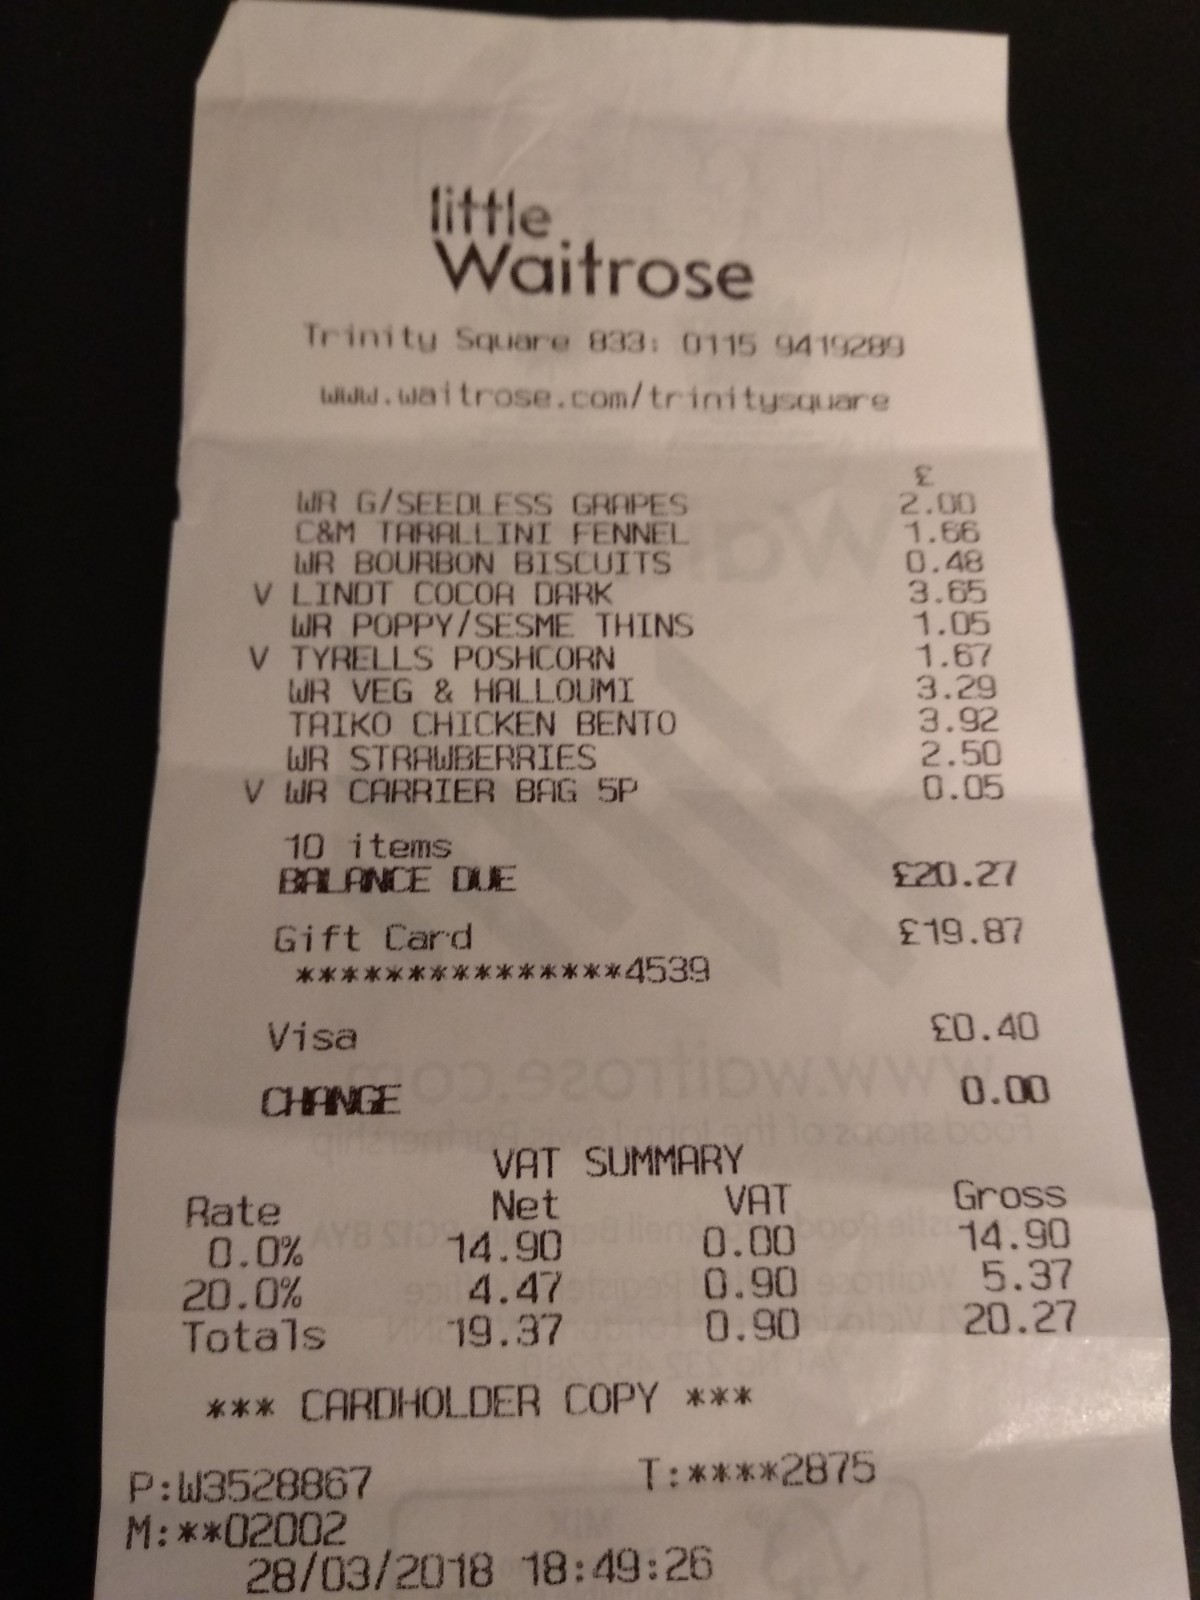 little
Waitrose
Trinity Square 833: 0115 9419289
www.waitrose.com/trinitysquare
£
WR G/SEEDLESS GRAPES 2.00
C&M TARALLINI FENNEL 1.66
WR BOURBON BISCUITS 0.48
V LINDT COCOA DARK 3.65
WR POPPY/SESME THINS 1.05
V TYRELLS POSHCORN 1.67
WR VEG & HALLOUMI 3.29
TAIKO CHICKEN BENTO 3.92
WR STRAWBERRIES 2.50
V WR CARRIER BAG 5P 0.05
10 items
BALANCE DUE £20.27
Gift Card £19.87
***************4539
Visa £0.40
CHANGE 0.00
VAT SUMMARY
Rate Net VAT Gross
0.0% 14.90 0.00 14.90
20.0% 4.47 0.90 5.37
Totals 19.37 0.90 20.27
*** CARDHOLDER COPY ***
P:W3528867 T:****2875
M:**02002
28/03/2018 18:49:26